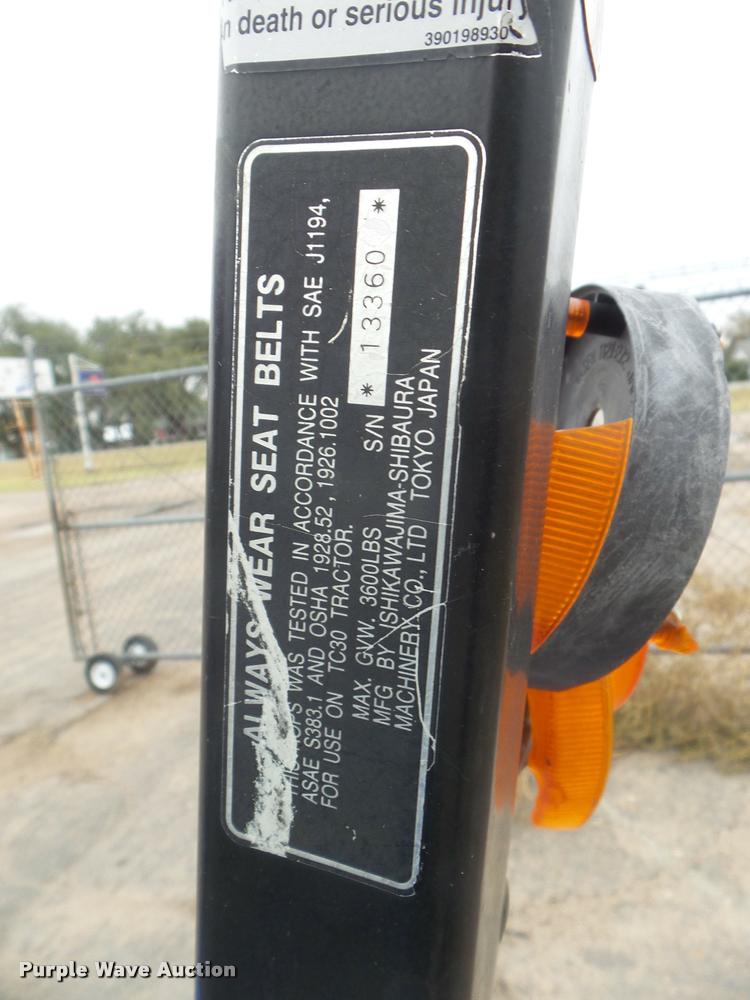 n death or serious injury
390198930
ALWAYS WEAR SEAT BELTS
THIS ROPS WAS TESTED IN ACCORDANCE WITH SAE J1194,
ASAE S383.1 AND OSHA 1928.52, 1926.1002
FOR USE ON TC30 TRACTOR.
MAX. GVW. 3600LBS S/N * 13360 *
MFG BY ISHIKAWAJIMA-SHIBAURA
MACHINERY CO., LTD TOKYO. JAPAN
Purple Wave Auction